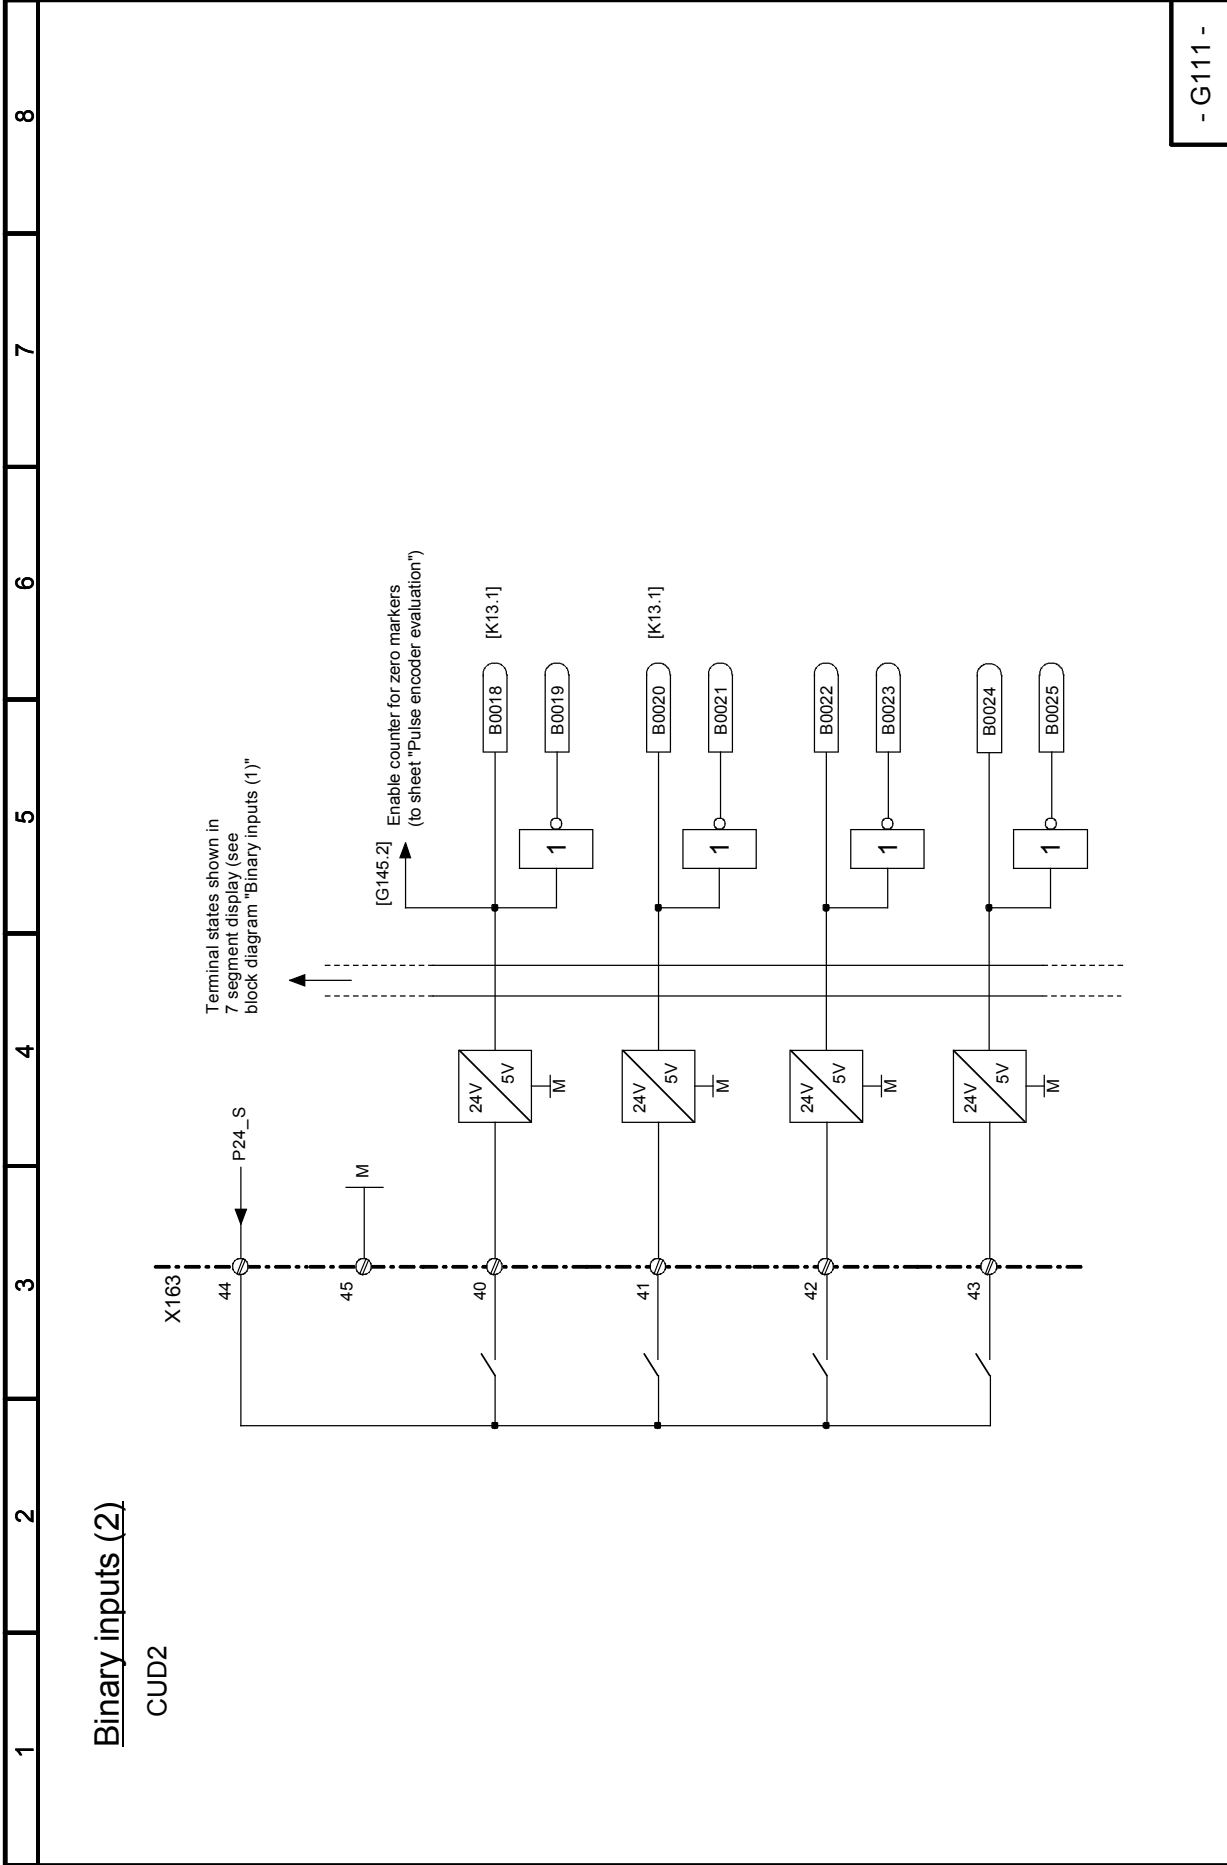 1
2
3
4
5
6
7
8
Binary inputs (2)
CUD2
Terminal states shown in
7 segment display (see
block diagram "Binary inputs (1)"
X163
44
P24_S
45
M
[G145.2]
Enable counter for zero markers
(to sheet "Pulse encoder evaluation")
40
24V
5V
M
B0018
[K13.1]
1
B0019
41
24V
5V
M
B0020
[K13.1]
1
B0021
42
24V
5V
M
B0022
1
B0023
43
24V
5V
M
B0024
1
B0025
- G111 -